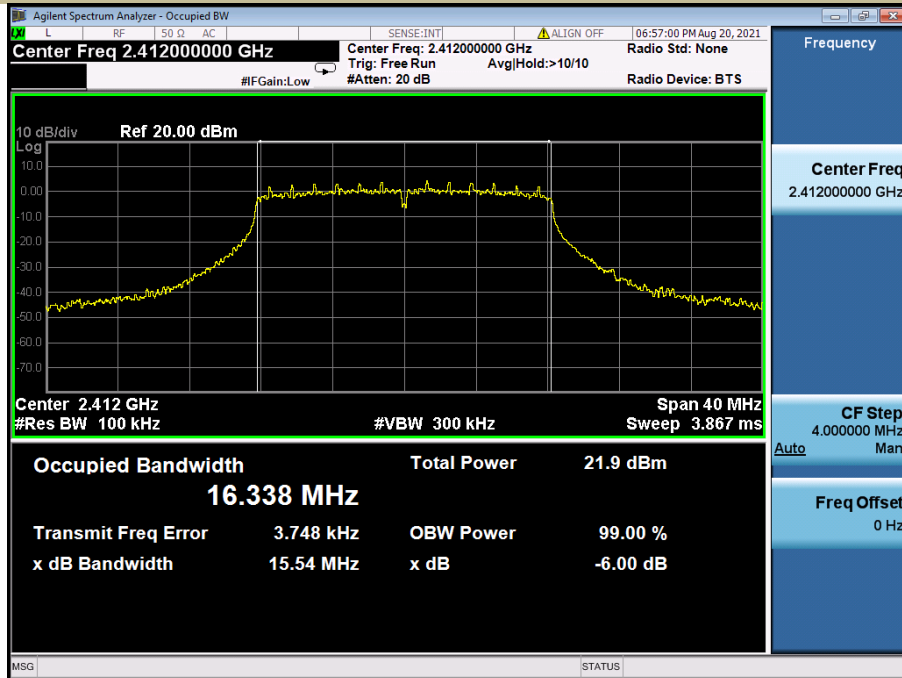 Agilent Spectrum Analyzer - Occupied BW
LXI L RF 50 Ω AC SENSE:INT ALIGN OFF 06:57:00 PM Aug 20, 2021
Center Freq 2.412000000 GHz
Center Freq: 2.412000000 GHz Radio Std: None
Trig: Free Run Avg|Hold:>10/10
#IFGain:Low #Atten: 20 dB Radio Device: BTS
10 dB/div Ref 20.00 dBm
Log
10.0
0.00
-10.0
-20.0
-30.0
-40.0
-50.0
-60.0
-70.0
Center 2.412 GHz Span 40 MHz
#Res BW 100 kHz #VBW 300 kHz Sweep 3.867 ms
Occupied Bandwidth Total Power 21.9 dBm
16.338 MHz
Transmit Freq Error 3.748 kHz OBW Power 99.00 %
x dB Bandwidth 15.54 MHz x dB -6.00 dB
MSG STATUS
Frequency
Center Freq
2.412000000 GHz
CF Step
4.000000 MHz
Auto Man
Freq Offset
0 Hz